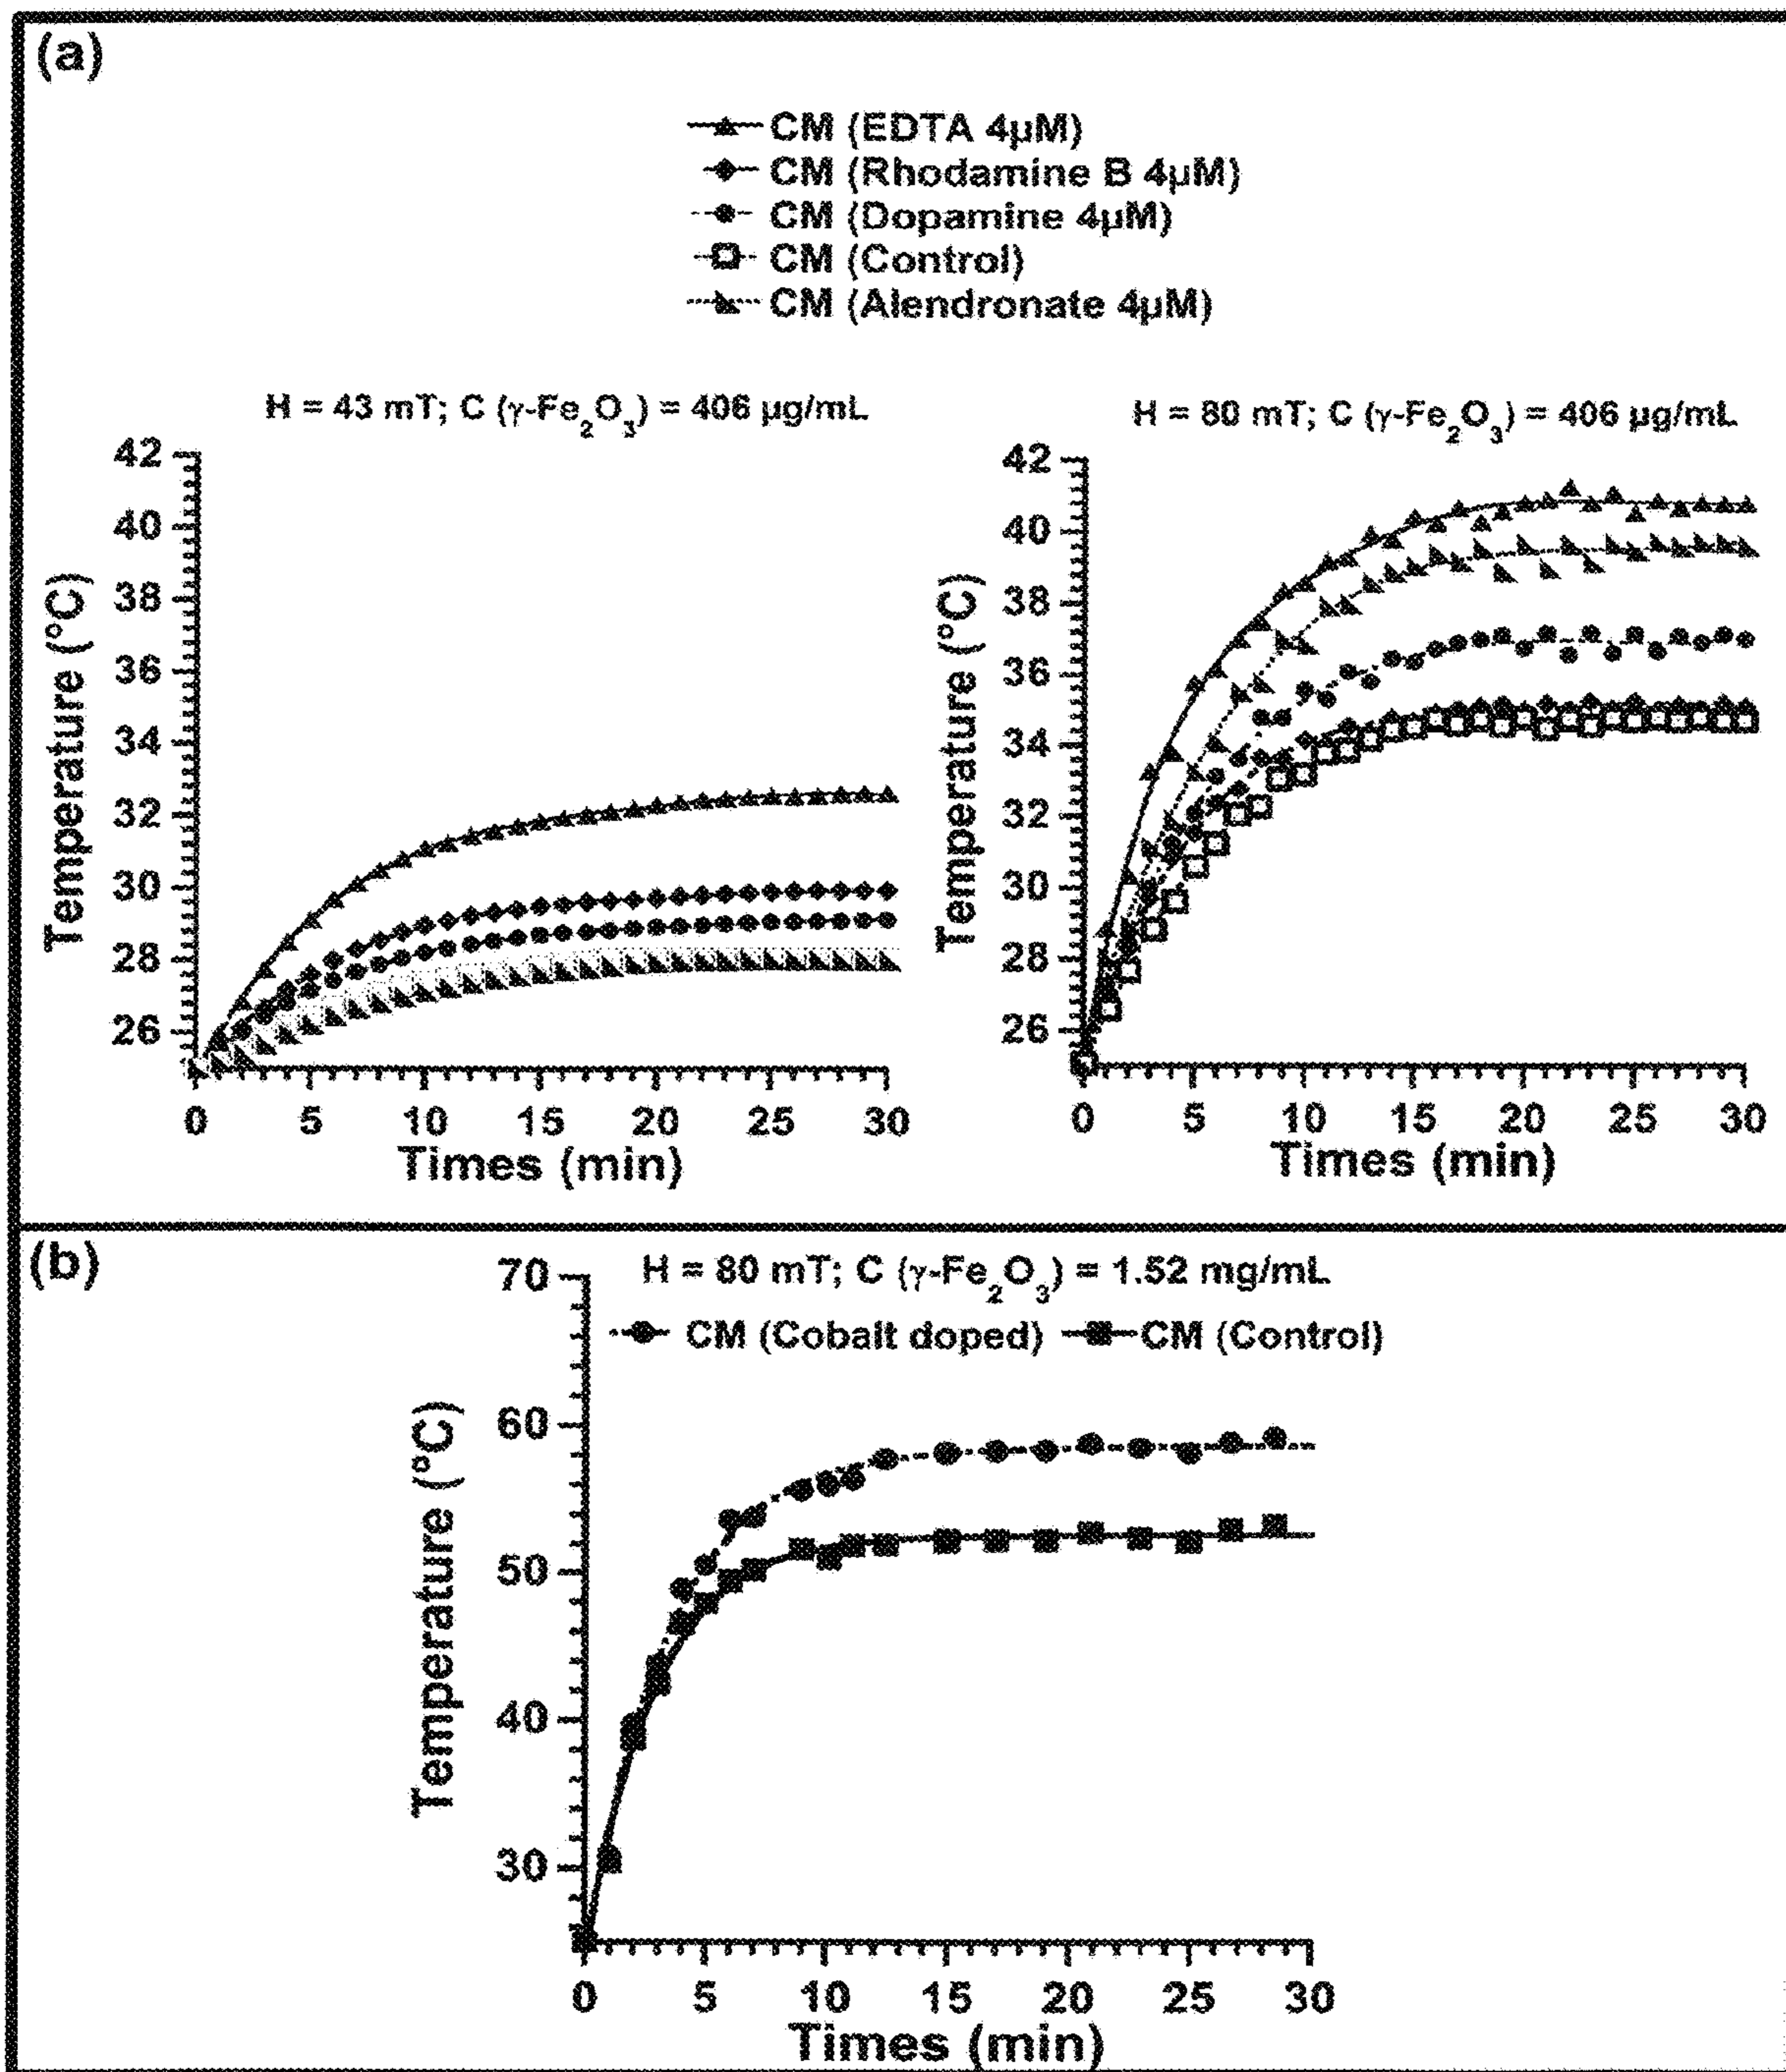 (a)
CM (EDTA 4µM)
CM (Rhodamine B 4µM)
CM (Dopamine 4µM)
CM (Control)
CM (Alendronate 4µM)
H = 43 mT; C (γ-Fe₂O₃) = 406 µg/mL
42
40
38
36
34
32
30
28
26
Temperature (°C)
0 5 10 15 20 25 30
Times (min)
H = 80 mT; C (γ-Fe₂O₃) = 406 µg/mL
42
40
38
36
34
32
30
28
26
Temperature (°C)
0 5 10 15 20 25 30
Times (min)
(b)
H = 80 mT; C (γ-Fe₂O₃) = 1.52 mg/mL
CM (Cobalt doped) CM (Control)
70
60
50
40
30
Temperature (°C)
0 5 10 15 20 25 30
Times (min)